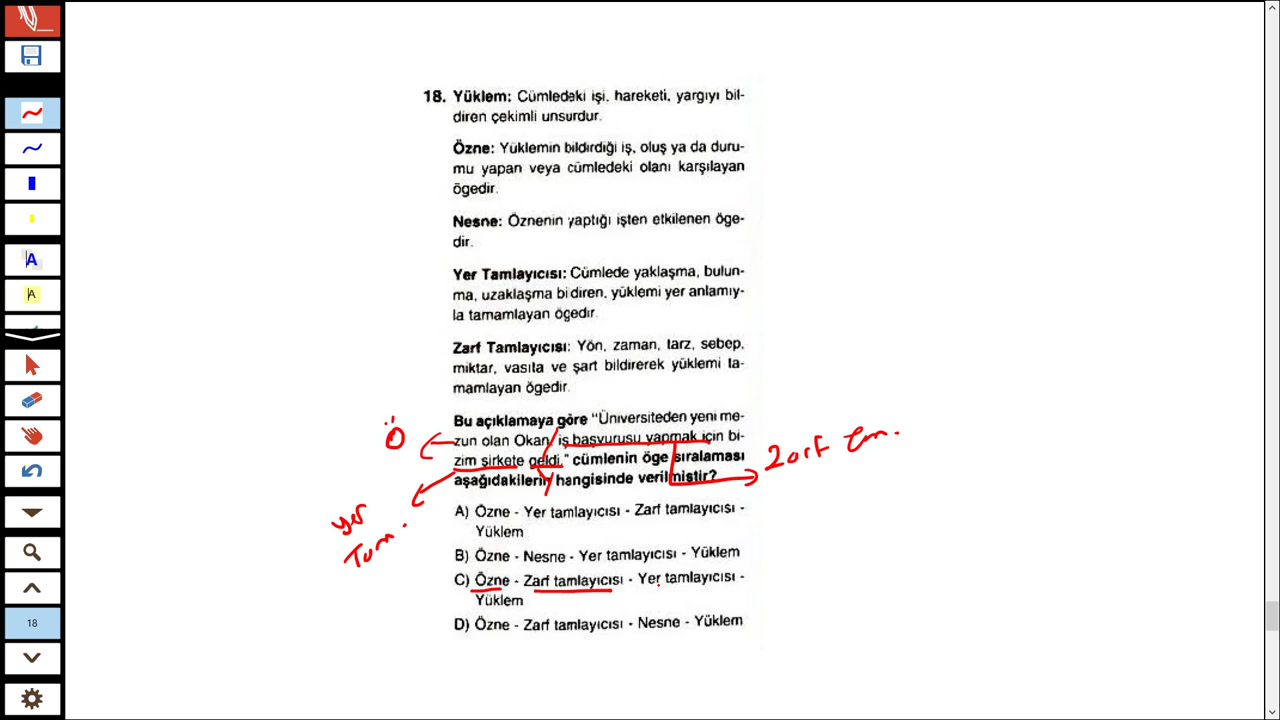 18. Yüklem: Cümledeki işi, hareketi, yargıyı bil-
diren çekimli unsurdur.
Özne: Yüklemin bildirdiği iş, oluş ya da duru-
mu yapan veya cümledeki olanı karşılayan
ögedir.
Nesne: Öznenin yaptığı işten etkilenen öge-
dir.
Yer Tamlayıcısı: Cümlede yaklaşma, bulun-
ma, uzaklaşma bildiren, yüklemi yer anlamıy-
la tamamlayan ögedir.
Zarf Tamlayıcısı: Yön, zaman, tarz, sebep,
miktar, vasıta ve şart bildirerek yüklemi ta-
mamlayan ögedir.
Bu açıklamaya göre "Üniversiteden yeni me-
zun olan Okan, iş başvurusu yapmak için bi-
zim şirkete geldi." cümlenin öge sıralaması
aşağıdakilerin hangisinde verilmiştir?
Ö
Zarf tam.
yer
Tam.
Y
A) Özne - Yer tamlayıcısı - Zarf tamlayıcısı -
Yüklem
B) Özne - Nesne - Yer tamlayıcısı - Yüklem
C) Özne - Zarf tamlayıcısı - Yer tamlayıcısı -
Yüklem
D) Özne - Zarf tamlayıcısı - Nesne - Yüklem
A
A
18